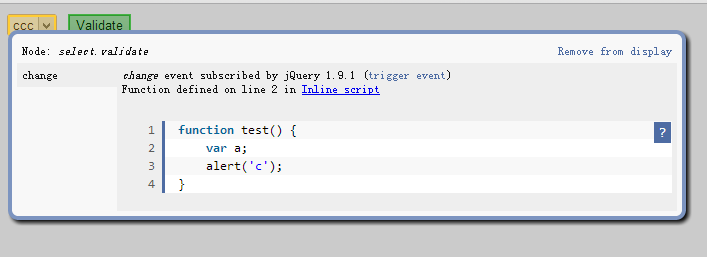 ccc Validate
Node: select.validate Remove from display
change
change event subscribed by jQuery 1.9.1 (trigger event)
Function defined on line 2 in Inline script
1 function test() { ?
2 var a;
3 alert('c');
4 }